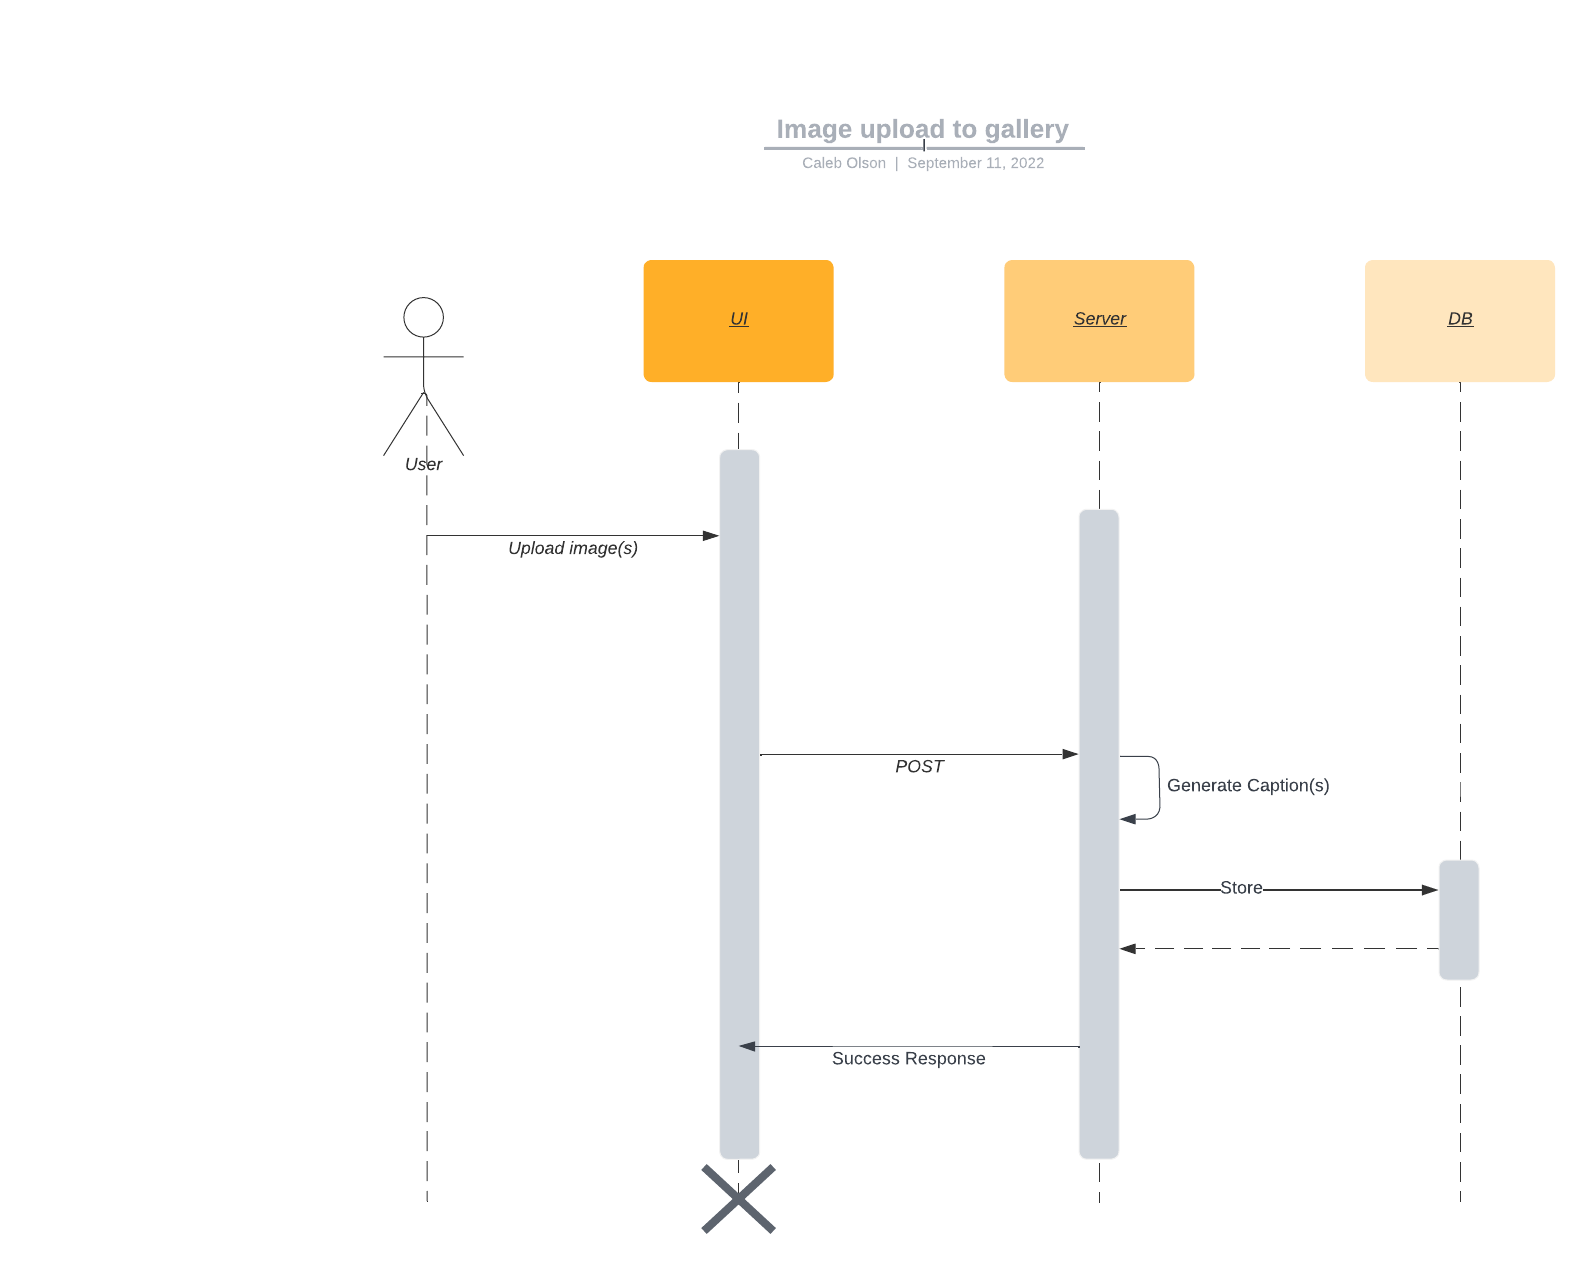 Image upload to gallery
Caleb Olson | September 11, 2022
UI
Server
DB
User
Upload image(s)
POST
Generate Caption(s)
Store
Success Response